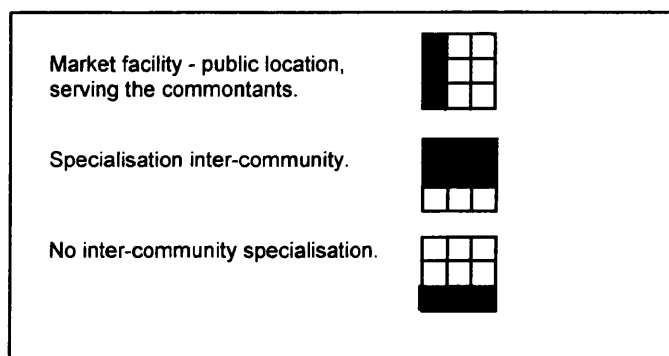 Market facility - public location,
serving the commontants.
Specialisation inter-community.
No inter-community specialisation.